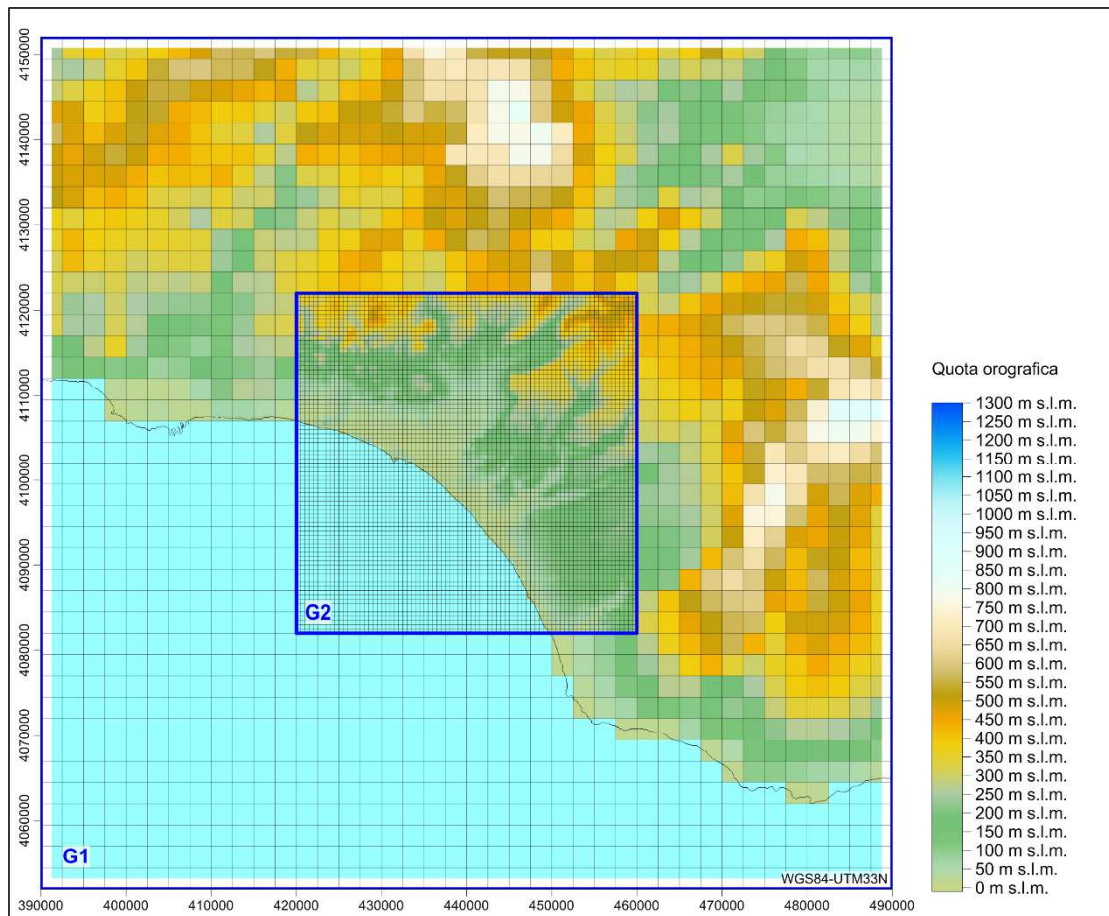 4150000
4140000
4130000
4120000
4110000
4100000
4090000
4080000
4070000
4060000
G2
G1
WGS84-UTM33N
390000 400000 410000 420000 430000 440000 450000 460000 470000 480000 490000
Quota orografica
1300 m s.l.m.
1250 m s.l.m.
1200 m s.l.m.
1150 m s.l.m.
1100 m s.l.m.
1050 m s.l.m.
1000 m s.l.m.
950 m s.l.m.
900 m s.l.m.
850 m s.l.m.
800 m s.l.m.
750 m s.l.m.
700 m s.l.m.
650 m s.l.m.
600 m s.l.m.
550 m s.l.m.
500 m s.l.m.
450 m s.l.m.
400 m s.l.m.
350 m s.l.m.
300 m s.l.m.
250 m s.l.m.
200 m s.l.m.
150 m s.l.m.
100 m s.l.m.
50 m s.l.m.
0 m s.l.m.